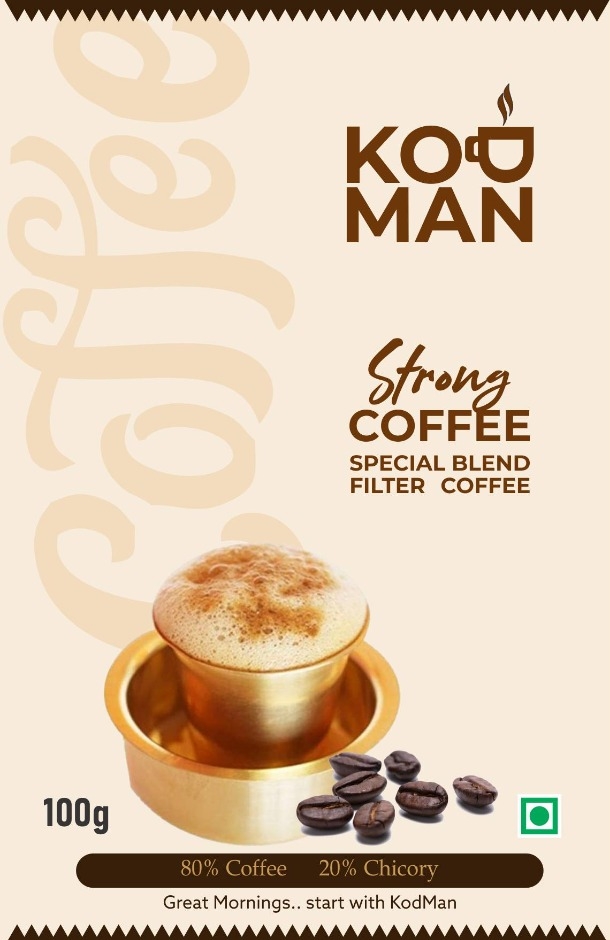 Coffee
KOD
MAN
Strong
COFFEE
SPECIAL BLEND
FILTER COFFEE
100g
80% Coffee 20% Chicory
Great Mornings.. start with KodMan